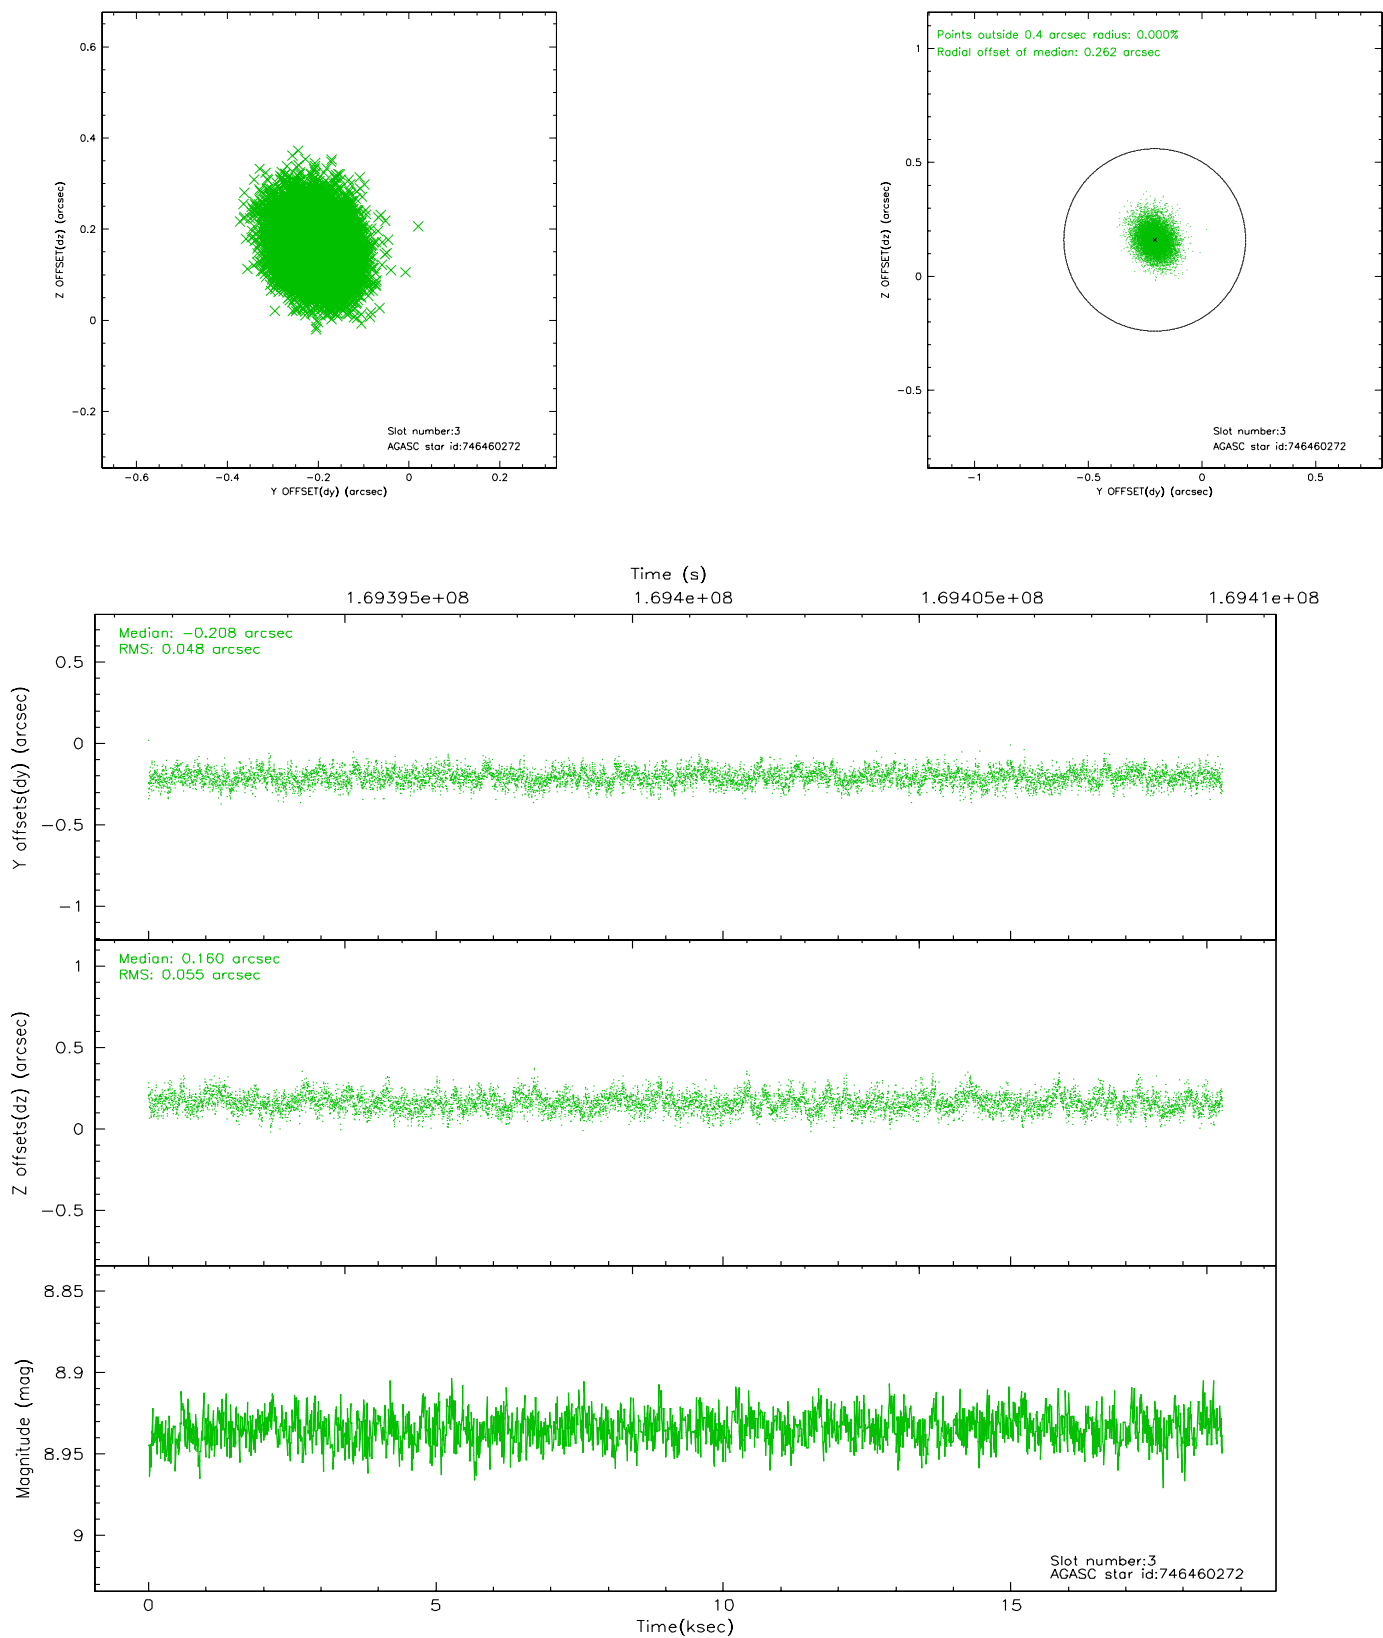 0.6
0.4
0.2
0
−0.2
Z OFFSET(dz) (arcsec)
Slot number:3
AGASC star id:746460272
−0.6 −0.4 −0.2 0 0.2
Y OFFSET(dy) (arcsec)
Points outside 0.4 arcsec radius: 0.000%
Radial offset of median: 0.262 arcsec
1
0.5
0
−0.5
Z OFFSET(dz) (arcsec)
Slot number:3
AGASC star id:746460272
−1 −0.5 0 0.5
Y OFFSET(dy) (arcsec)
Time (s)
1.69395e+08 1.694e+08 1.69405e+08 1.6941e+08
Median: −0.208 arcsec
RMS: 0.048 arcsec
0.5
0
−0.5
−1
Y offsets(dy) (arcsec)
Median: 0.160 arcsec
RMS: 0.055 arcsec
1
0.5
0
−0.5
Z offsets(dz) (arcsec)
8.85
8.9
8.95
9
Magnitude (mag)
Slot number:3
AGASC star id:746460272
0 5 10 15
Time(ksec)